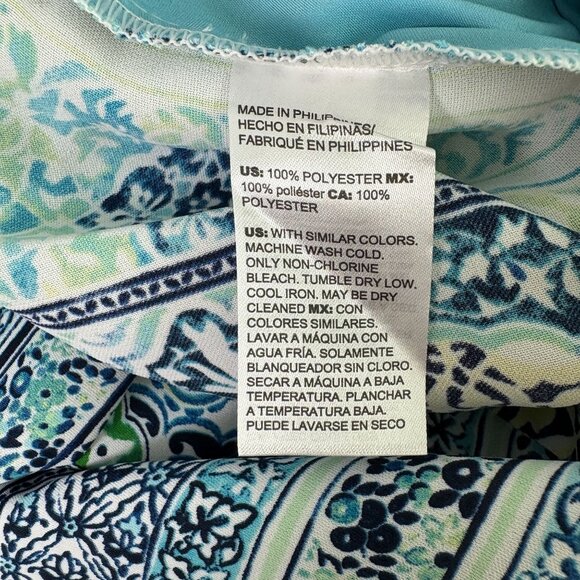 MADE IN PHILIPPINES/
HECHO EN FILIPINAS/
FABRIQUÉ EN PHILIPPINES
US: 100% POLYESTER MX:
100% poliéster CA: 100%
POLYESTER
US: WITH SIMILAR COLORS.
MACHINE WASH COLD.
ONLY NON-CHLORINE
BLEACH. TUMBLE DRY LOW.
COOL IRON. MAY BE DRY
CLEANED MX: CON
COLORES SIMILARES.
LAVAR A MÁQUINA CON
AGUA FRÍA. SOLAMENTE
BLANQUEADOR SIN CLORO.
SECAR A MÁQUINA A BAJA
TEMPERATURA. PLANCHAR
A TEMPERATURA BAJA.
PUEDE LAVARSE EN SECO